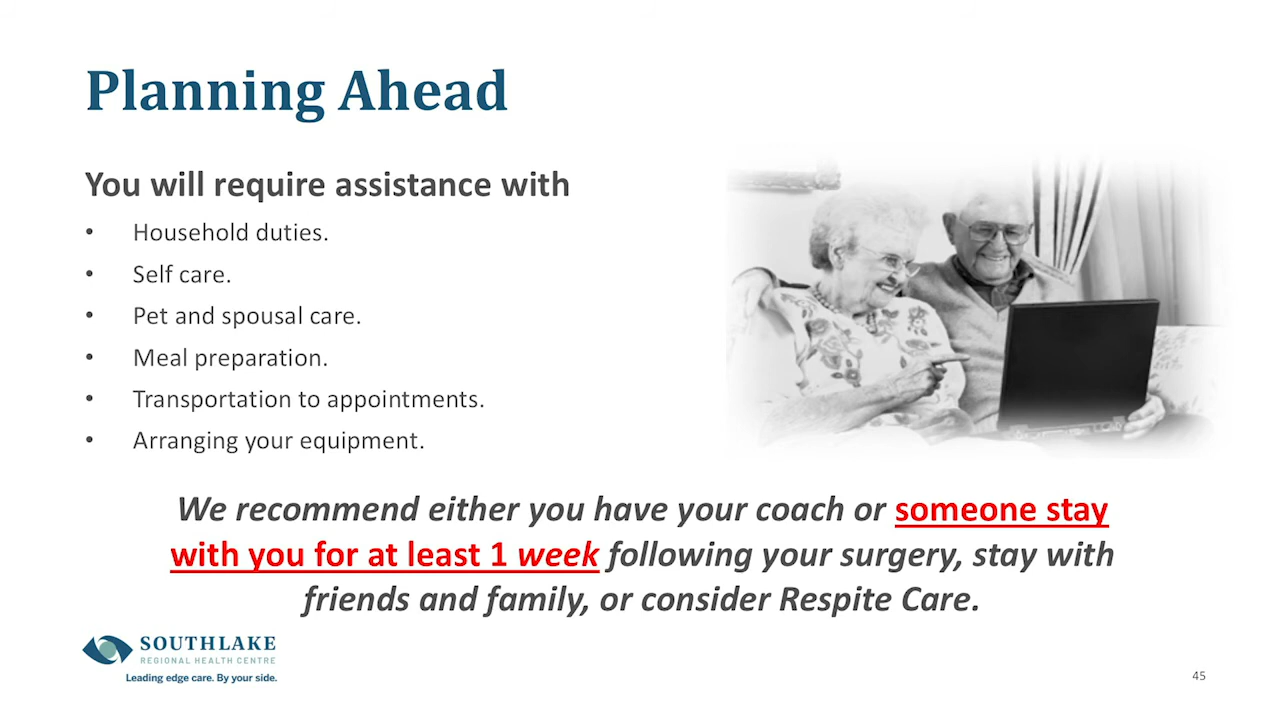 Planning Ahead
You will require assistance with
• Household duties.
• Self care.
• Pet and spousal care.
• Meal preparation.
• Transportation to appointments.
• Arranging your equipment.
We recommend either you have your coach or someone stay
with you for at least 1 week following your surgery, stay with
friends and family, or consider Respite Care.
SOUTHLAKE
REGIONAL HEALTH CENTRE
Leading edge care. By your side.
45